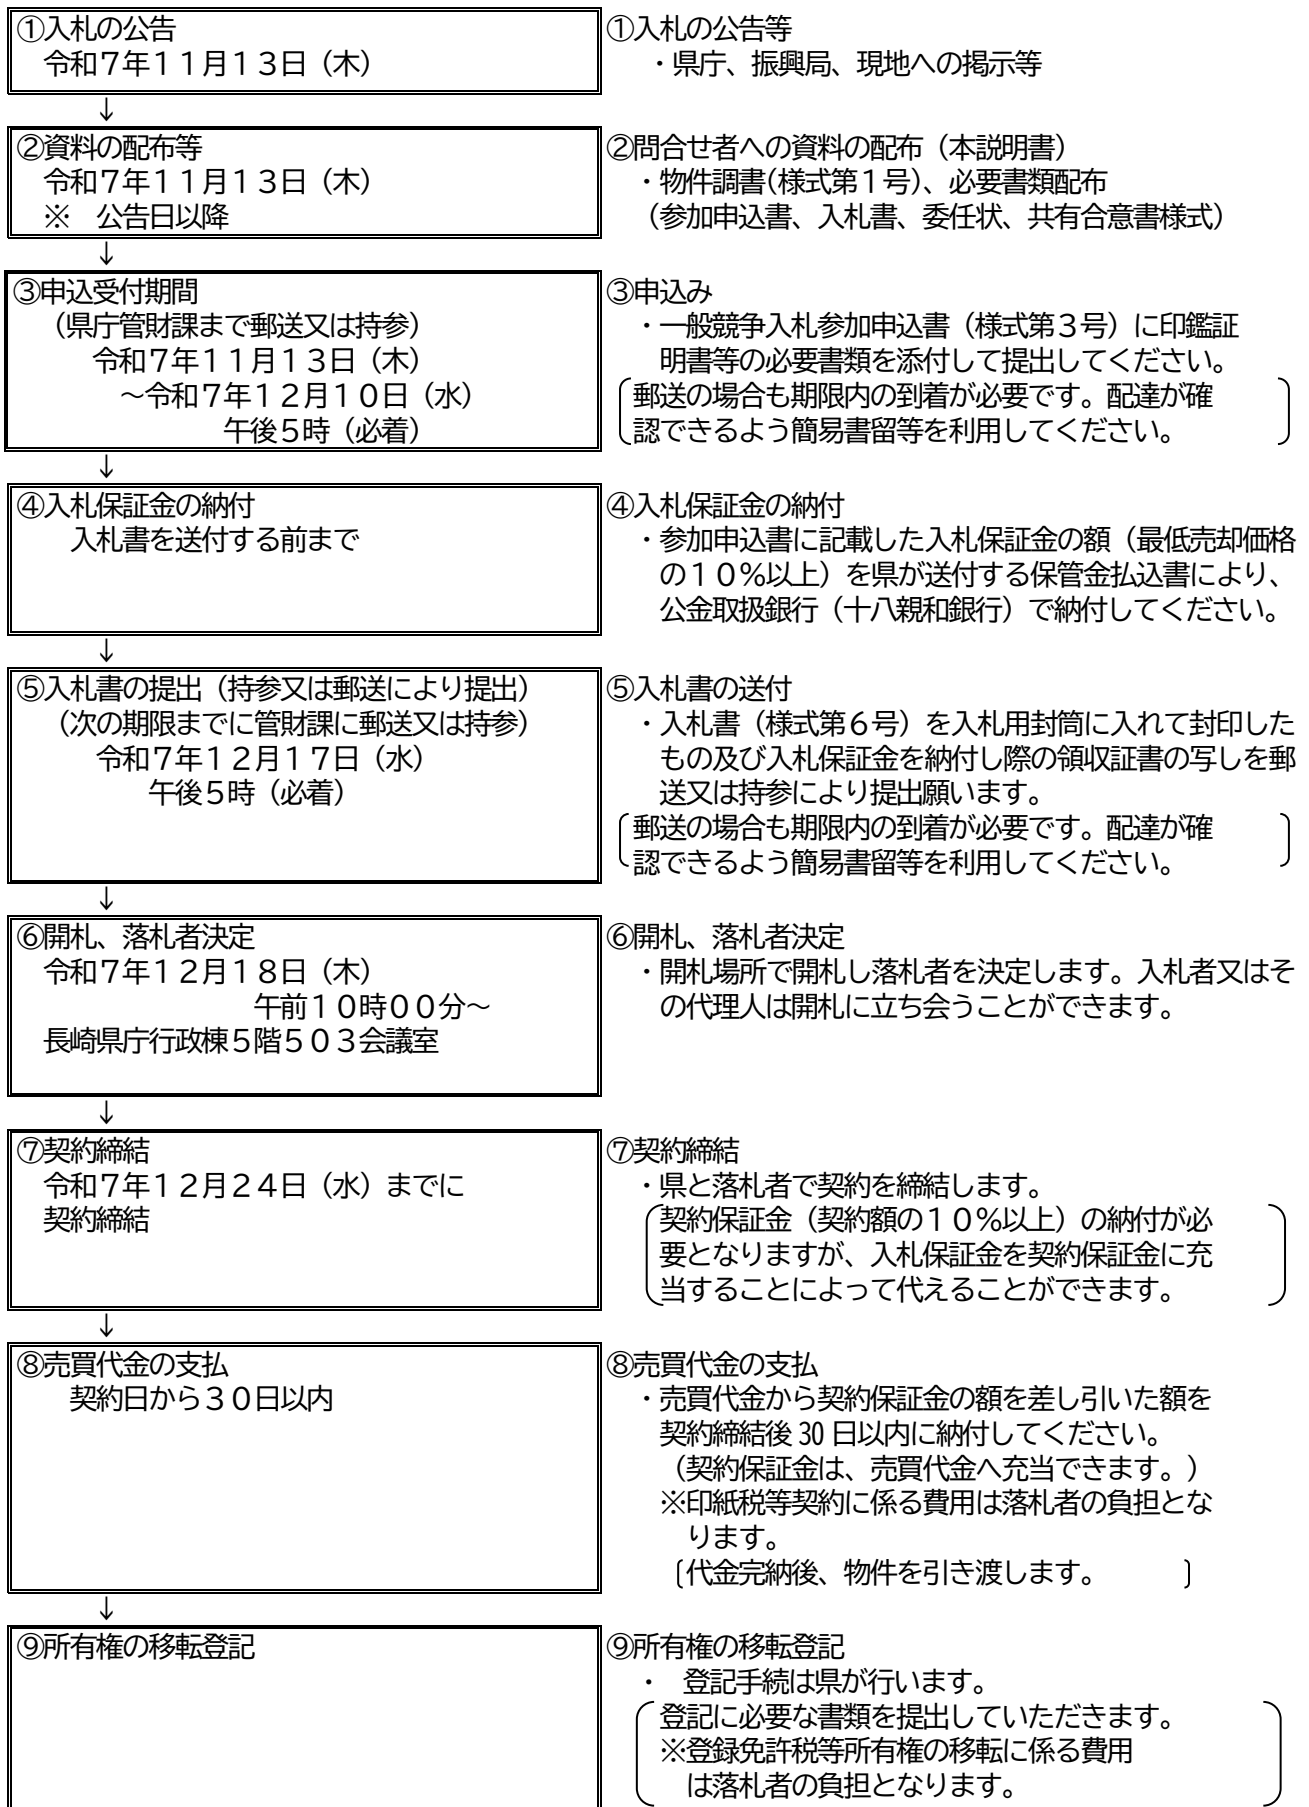 ①入札の公告
令和7年11月13日（木）
①入札の公告等
・県庁、振興局、現地への掲示等
↓
②資料の配布等
令和7年11月13日（木）
※　公告日以降
②問合せ者への資料の配布（本説明書）
・物件調書(様式第１号)、必要書類配布
（参加申込書、入札書、委任状、共有合意書様式）
↓
③申込受付期間
（県庁管財課まで郵送又は持参）
令和７年１１月１３日（木）
～令和７年１２月１０日（水）
午後５時（必着）
③申込み
・一般競争入札参加申込書（様式第３号）に印鑑証
明書等の必要書類を添付して提出してください。
郵送の場合も期限内の到着が必要です。配達が確
認できるよう簡易書留等を利用してください。
↓
④入札保証金の納付
入札書を送付する前まで
④入札保証金の納付
・参加申込書に記載した入札保証金の額（最低売却価格
の１０％以上）を県が送付する保管金払込書により、
公金取扱銀行（十八親和銀行）で納付してください。
↓
⑤入札書の提出（持参又は郵送により提出）
（次の期限までに管財課に郵送又は持参）
令和７年１２月１７日（水）
午後５時（必着）
⑤入札書の送付
・入札書（様式第６号）を入札用封筒に入れて封印した
もの及び入札保証金を納付し際の領収証書の写しを郵
送又は持参により提出願います。
郵送の場合も期限内の到着が必要です。配達が確
認できるよう簡易書留等を利用してください。
↓
⑥開札、落札者決定
令和７年１２月１８日（木）
午前１０時００分～
長崎県庁行政棟５階５０３会議室
⑥開札、落札者決定
・開札場所で開札し落札者を決定します。入札者又はそ
の代理人は開札に立ち会うことができます。
↓
⑦契約締結
令和７年１２月２４日（水）までに
契約締結
⑦契約締結
・県と落札者で契約を締結します。
契約保証金（契約額の１０％以上）の納付が必
要となりますが、入札保証金を契約保証金に充
当することによって代えることができます。
↓
⑧売買代金の支払
契約日から３０日以内
⑧売買代金の支払
・売買代金から契約保証金の額を差し引いた額を
契約締結後 30 日以内に納付してください。
（契約保証金は、売買代金へ充当できます。）
※印紙税等契約に係る費用は落札者の負担とな
ります。
〔代金完納後、物件を引き渡します。　　　〕
↓
⑨所有権の移転登記
⑨所有権の移転登記
・　登記手続は県が行います。
登記に必要な書類を提出していただきます。
※登録免許税等所有権の移転に係る費用
は落札者の負担となります。